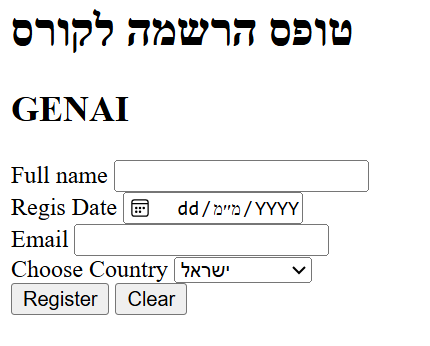 טופס הרשמה לקורס
GENAI
Full name
Regis Date dd/מ״מ/YYYY
Email
Choose Country ישראל
Register Clear